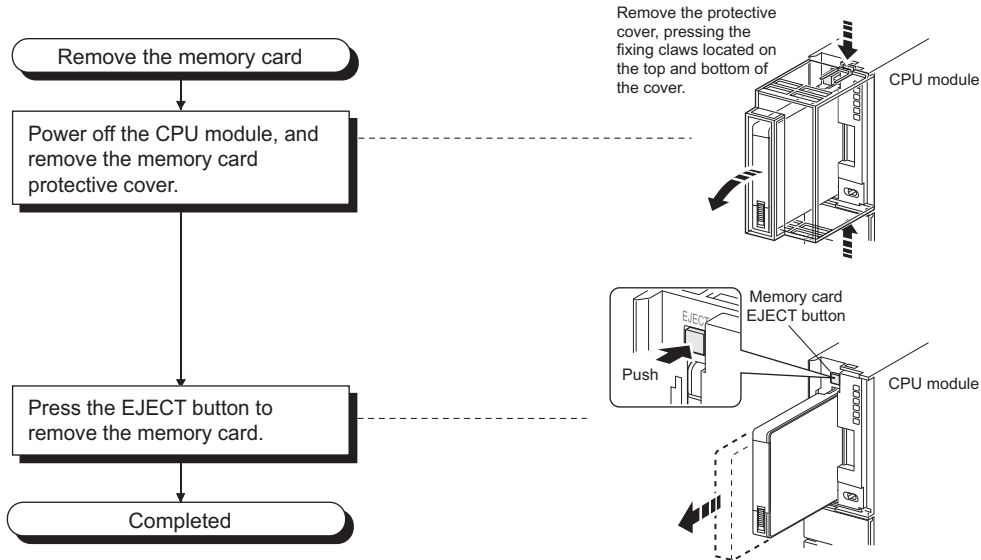 Remove the memory card
Power off the CPU module, and
remove the memory card
protective cover.
Remove the protective
cover, pressing the
fixing claws located on
the top and bottom of
the cover.
CPU module
Press the EJECT button to
remove the memory card.
Memory card
EJECT button
EJECT
Push
CPU module
Completed